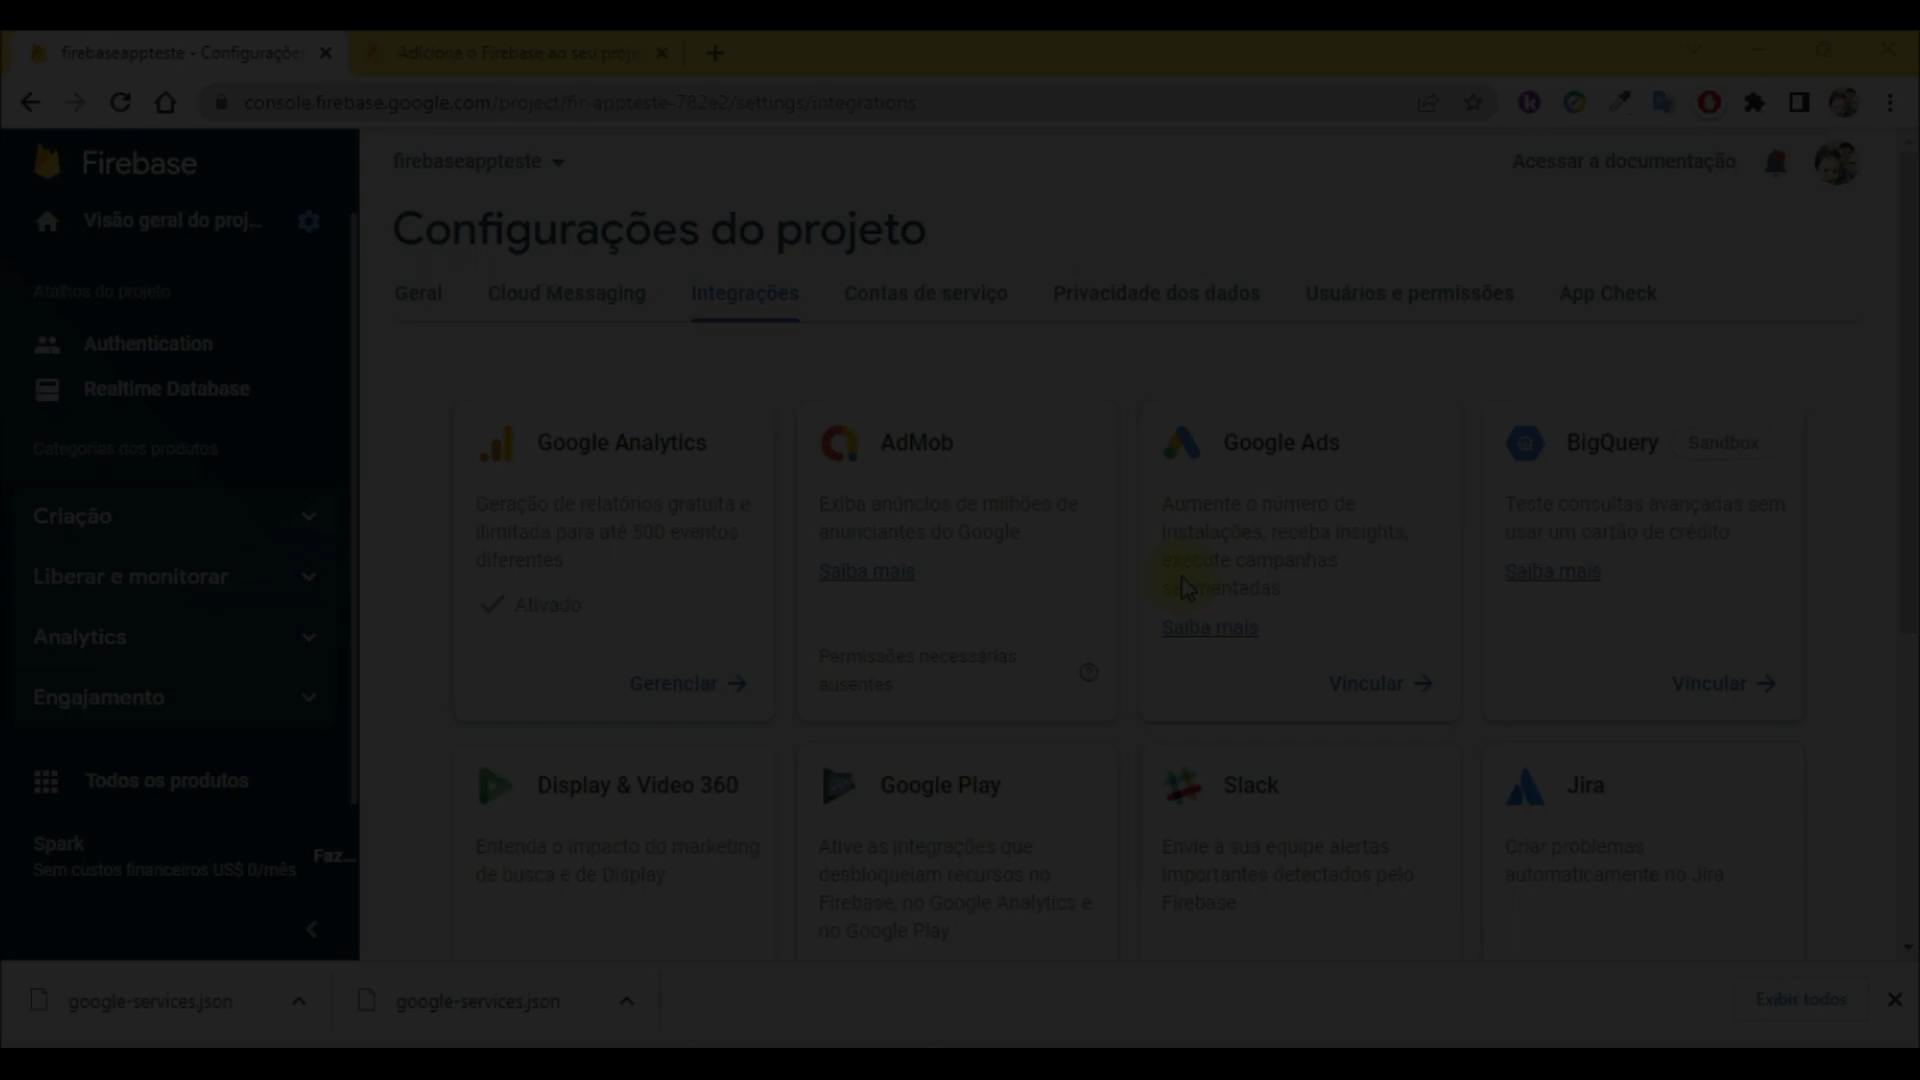 firebaseappteste - Configurações
Adicione o Firebase ao seu proje
console.firebase.google.com/project/fir-appteste-782e2/settings/integrations
Firebase
Visão geral do proj...
Atalhos do projeto
Authentication
Realtime Database
Categorias dos produtos
Criação
Liberar e monitorar
Analytics
Engajamento
Todos os produtos
Spark
Sem custos financeiros US$ 0/mês
Faz...
firebaseappteste
Acessar a documentação
Configurações do projeto
Geral
Cloud Messaging
Integrações
Contas de serviço
Privacidade dos dados
Usuários e permissões
App Check
Google Analytics
Geração de relatórios gratuita e
ilimitada para até 500 eventos
diferentes
Ativado
Gerenciar
AdMob
Exiba anúncios de milhões de
anunciantes do Google
Saiba mais
Permissões necessárias
ausentes
Google Ads
Aumente o número de
instalações, receba insights,
execute campanhas
segmentadas
Saiba mais
Vincular
BigQuery
Sandbox
Teste consultas avançadas sem
usar um cartão de crédito
Saiba mais
Vincular
Display & Video 360
Entenda o impacto do marketing
de busca e de Display
Google Play
Ative as integrações que
desbloqueiam recursos no
Firebase, no Google Analytics e
no Google Play
Slack
Envie à sua equipe alertas
importantes detectados pelo
Firebase
Jira
Criar problemas
automaticamente no Jira
google-services.json
google-services.json
Exibir todos